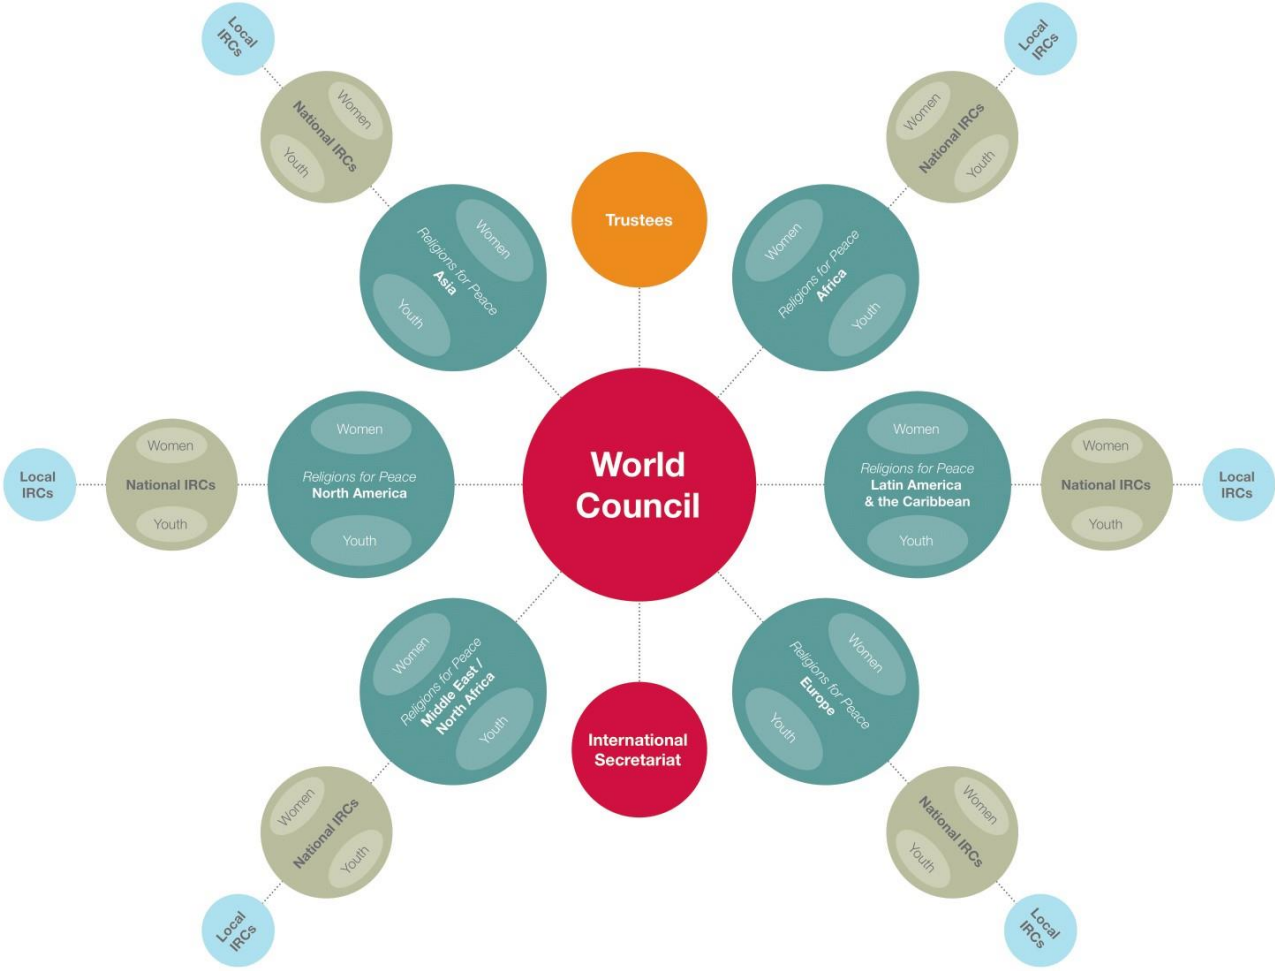 Local
IRCs
Women
National IRCs
Youth
Women
Religions for Peace
Asia
Youth
Trustees
Local
IRCs
Women
National IRCs
Youth
Women
Religions for Peace
Africa
Youth
Local
IRCs
Women
National IRCs
Youth
Women
Religions for Peace
North America
Youth
World
Council
Women
Religions for Peace
Latin America
& the Caribbean
Youth
Women
National IRCs
Youth
Local
IRCs
Women
Religions for Peace
Middle East /
North Africa
Youth
Women
National IRCs
Youth
Local
IRCs
International
Secretariat
Women
Religions for Peace
Europe
Youth
Women
National IRCs
Youth
Local
IRCs